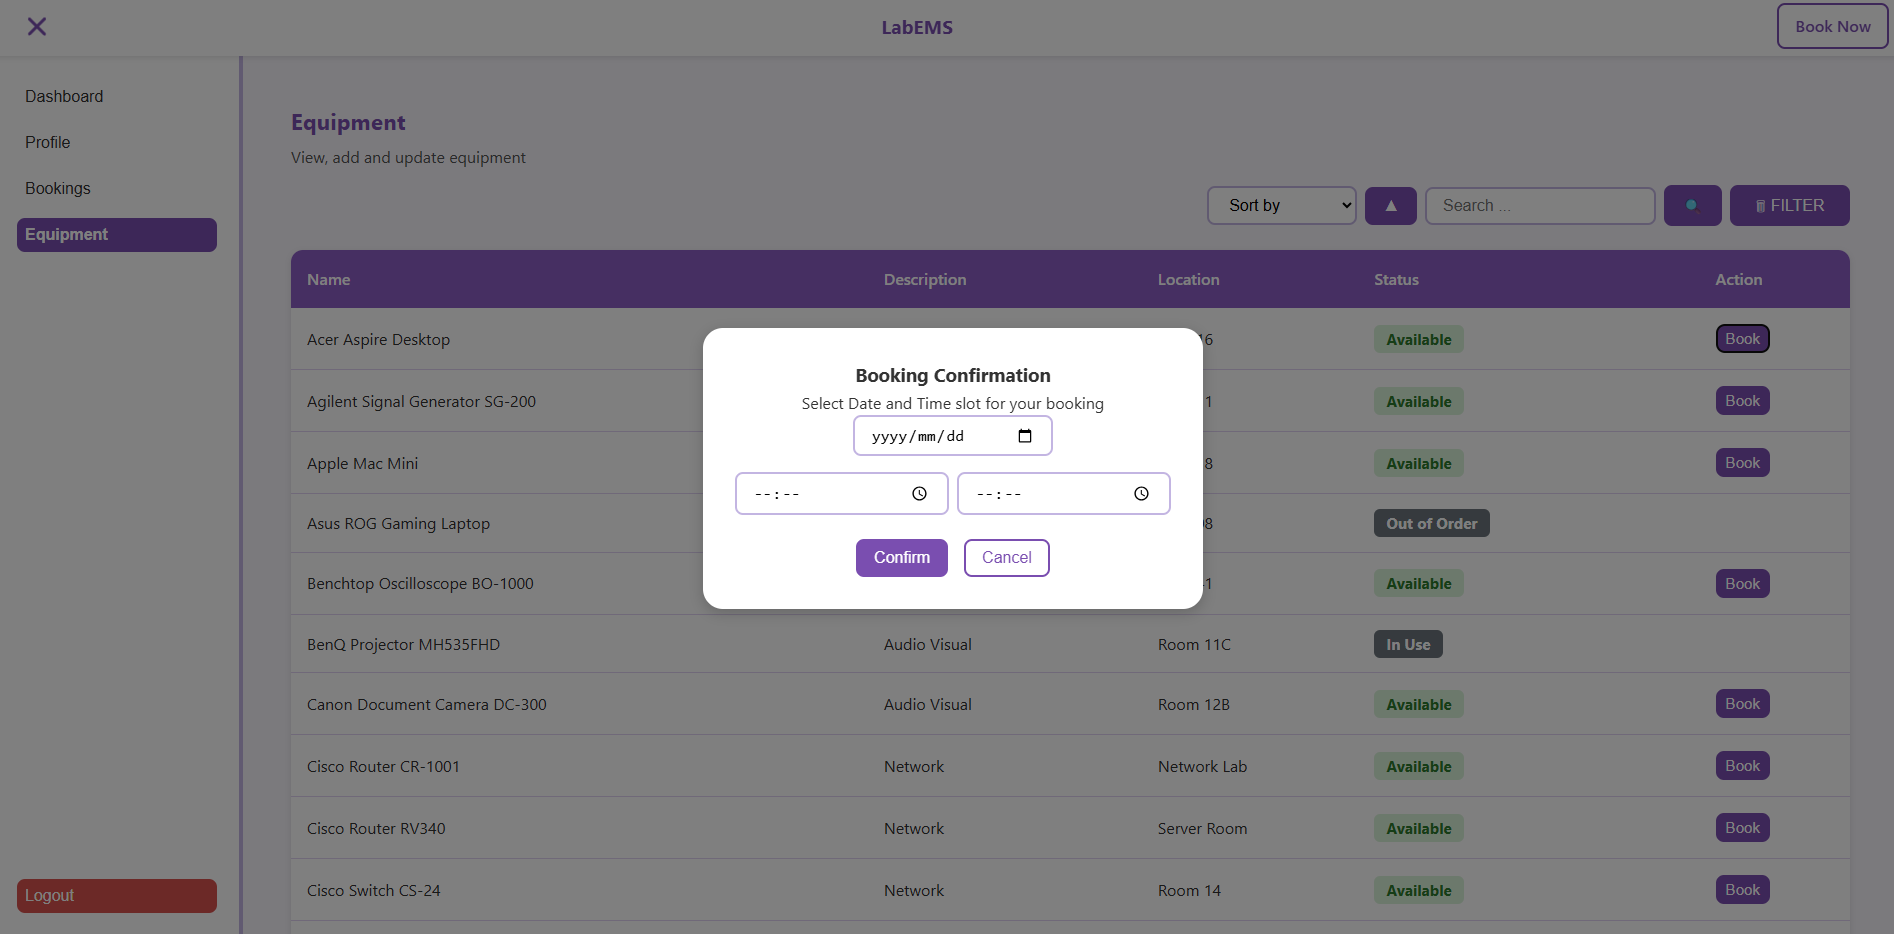 LabEMS
Book Now
Dashboard
Profile
Bookings
Equipment
Logout
Equipment
View, add and update equipment
Sort by
▲
Search ...
FILTER
Name Description Location Status Action
Acer Aspire Desktop Available Book
Agilent Signal Generator SG-200 Available Book
Apple Mac Mini Available Book
Asus ROG Gaming Laptop Out of Order
Benchtop Oscilloscope BO-1000 Available Book
BenQ Projector MH535FHD Audio Visual Room 11C In Use
Canon Document Camera DC-300 Audio Visual Room 12B Available Book
Cisco Router CR-1001 Network Network Lab Available Book
Cisco Router RV340 Network Server Room Available Book
Cisco Switch CS-24 Network Room 14 Available Book
Booking Confirmation
Select Date and Time slot for your booking
yyyy/mm/dd
--:-- --:--
Confirm Cancel